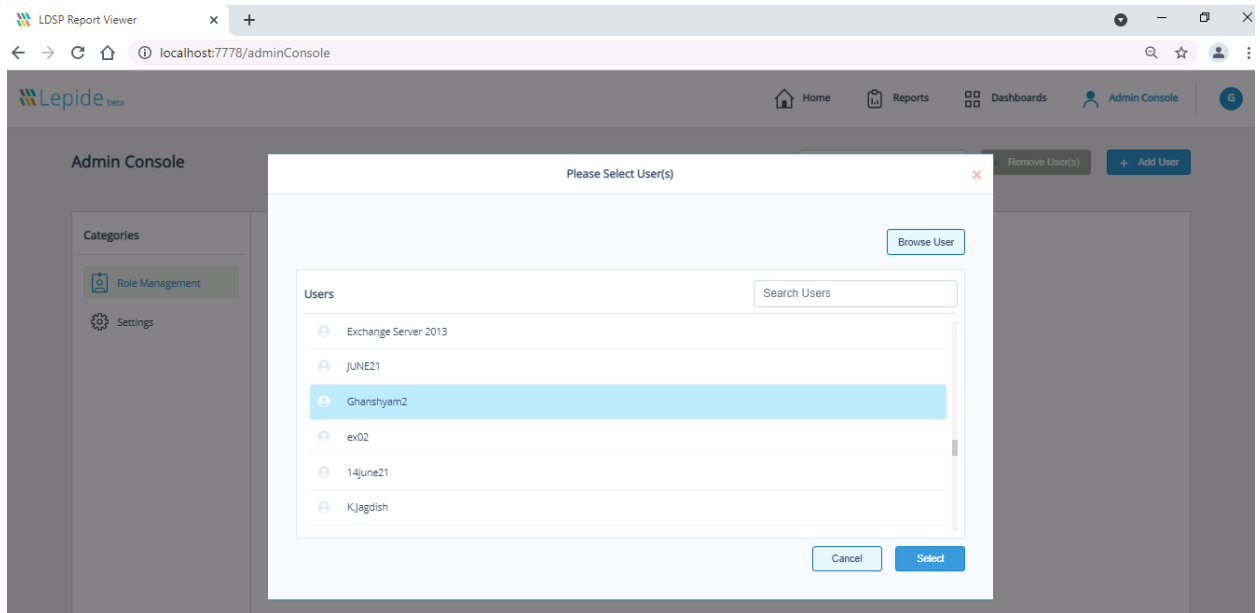 LDSP Report Viewer
localhost:7778/adminConsole
Lepide beta
Home
Reports
Dashboards
Admin Console
G
Admin Console
Remove User(s)
+ Add User
Please Select User(s)
Categories
Browse User
Role Management
Users
Search Users
Settings
Exchange Server 2013
JUNE21
Ghanshyam2
ex02
14june21
K.Jagdish
Cancel
Select